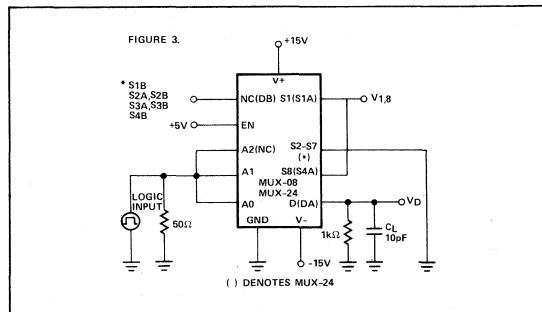 FIGURE 3.
+15V
* S1B
S2A,S2B
S3A,S3B
S4B
V+
NC(DB)
S1(S1A)
V1,8
+5V
EN
A2(NC)
S2-S7
(*)
A1
S8(S4A)
MUX-08
MUX-24
LOGIC
INPUT
A0
D(DA)
VD
GND
V-
50Ω
1kΩ
CL
10pF
-15V
( ) DENOTES MUX-24